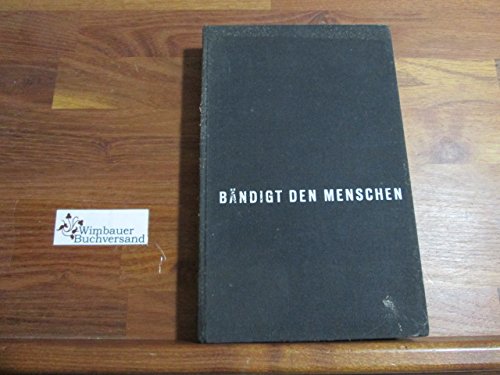 BÄNDIGT DEN MENSCHEN
Wimbauer
Buchversand